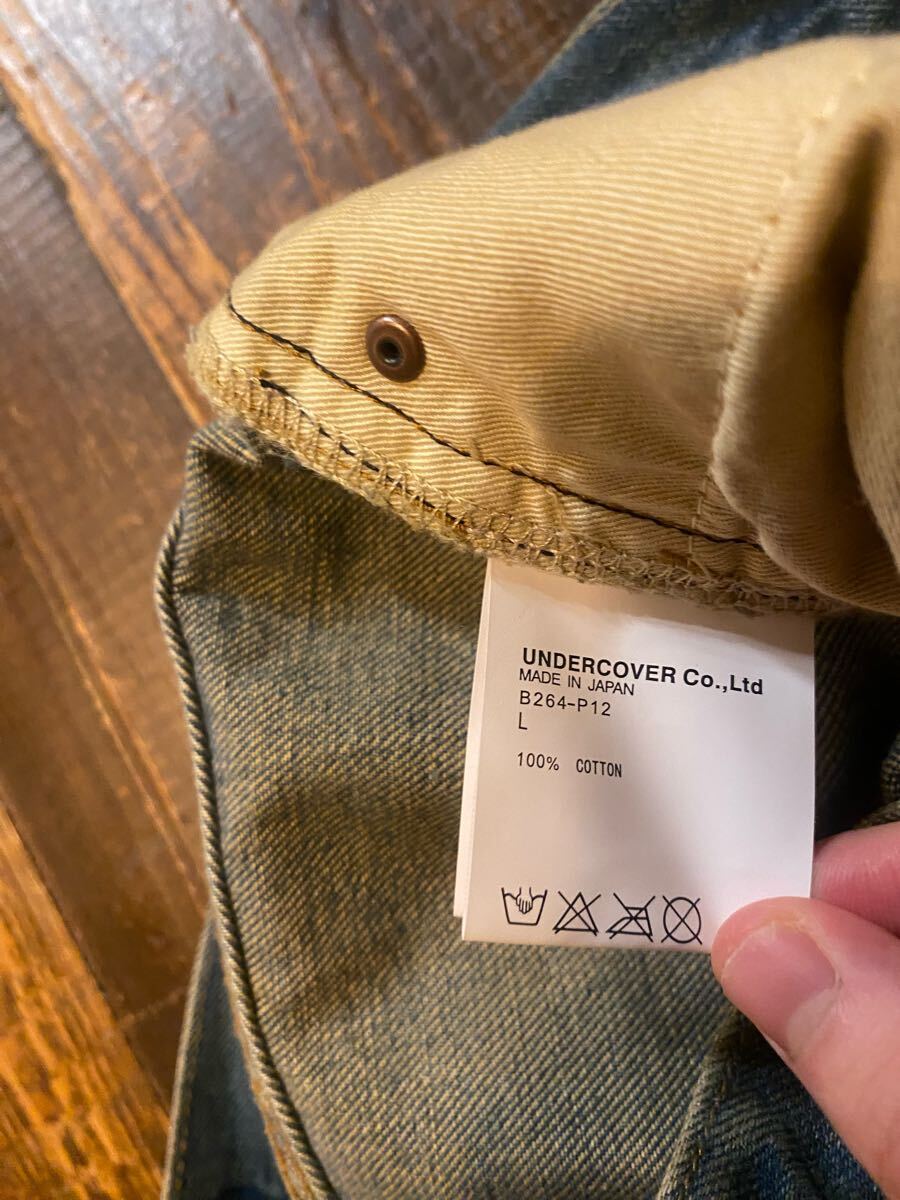 UNDERCOVER Co.,Ltd
MADE IN JAPAN
B264-P12
L
100% COTTON